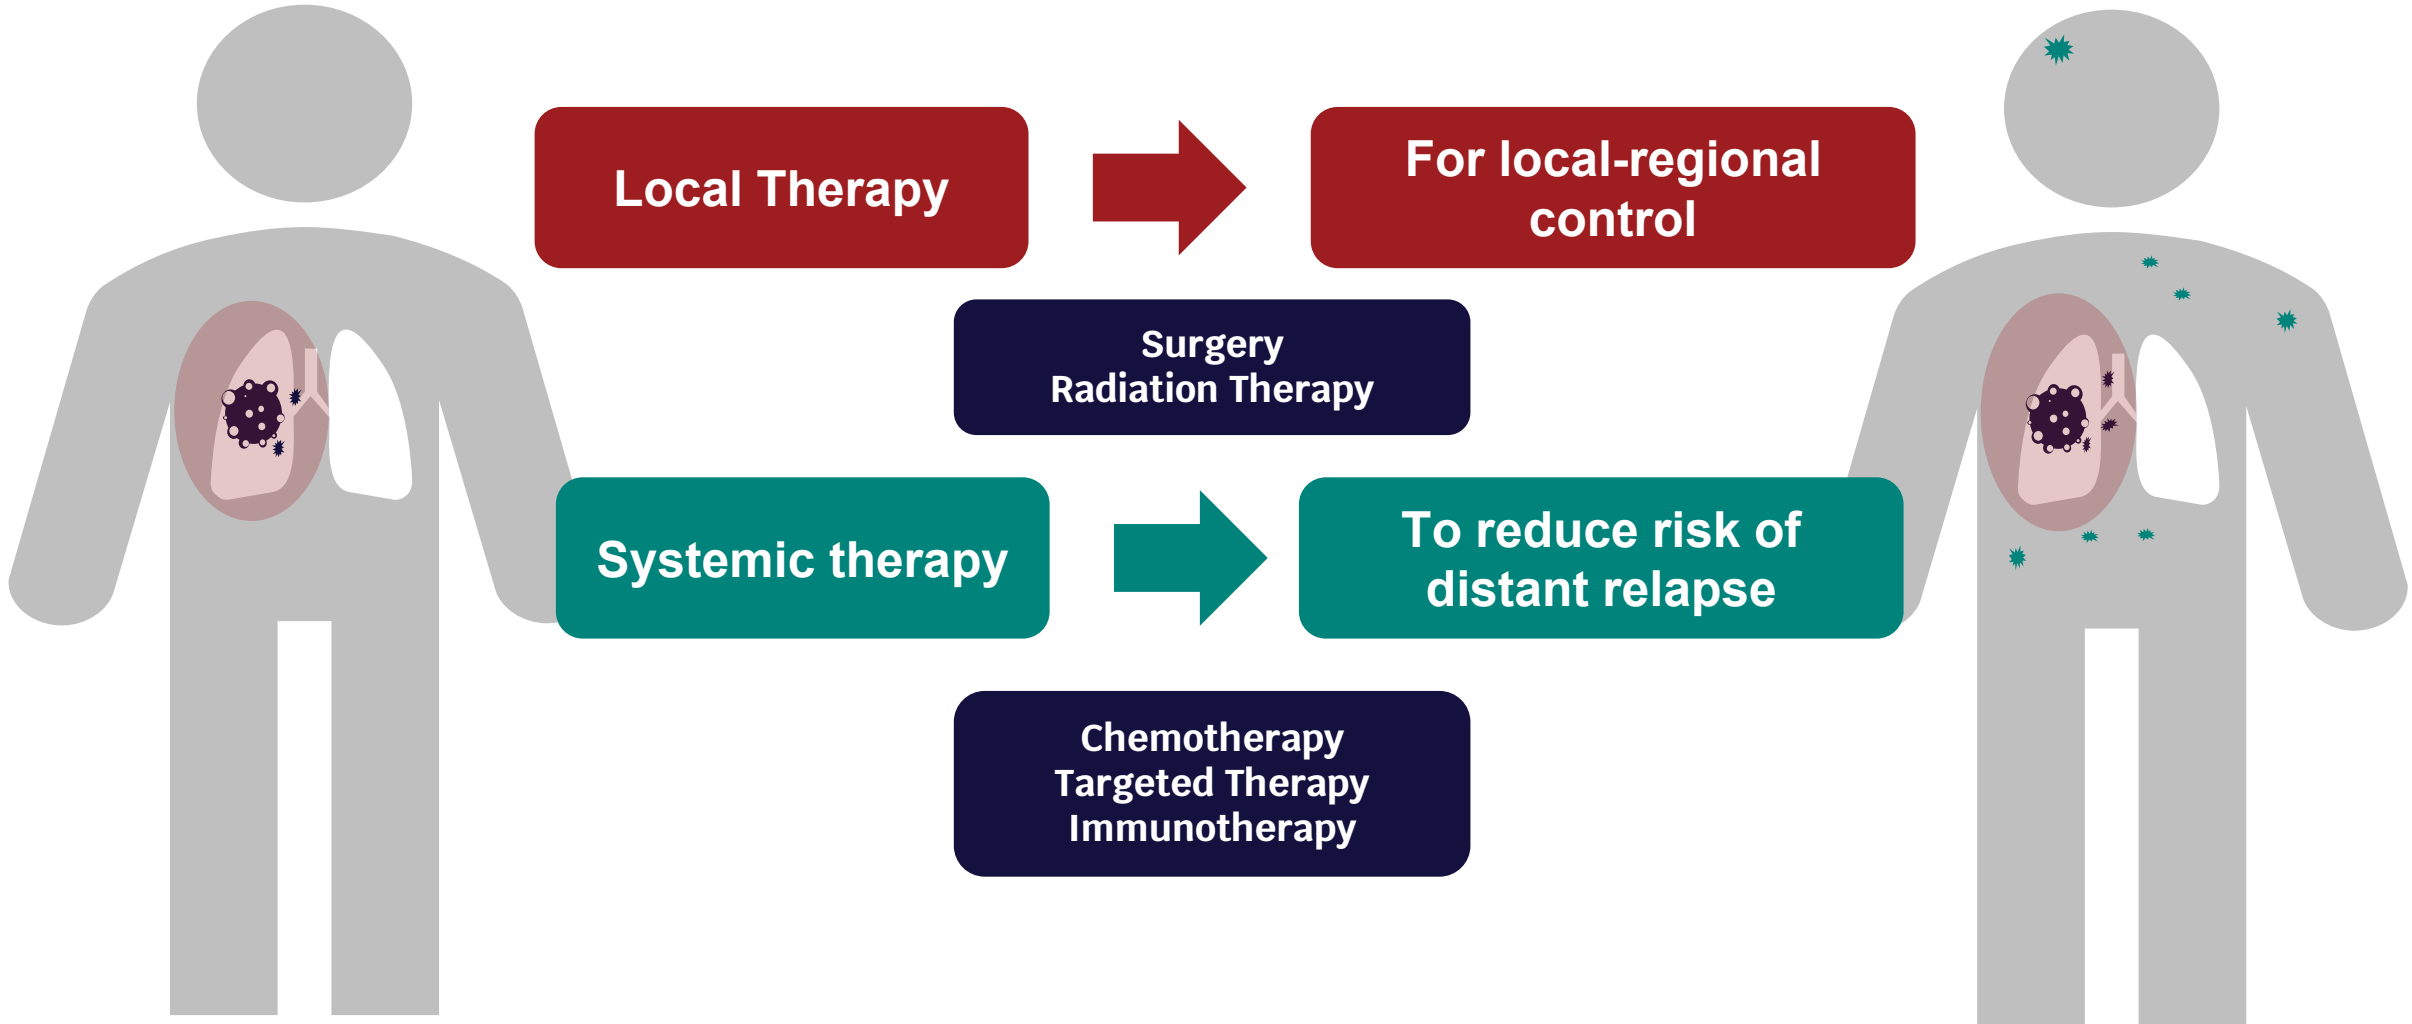 Local Therapy
For local-regional
control
Surgery
Radiation Therapy
Systemic therapy
To reduce risk of
distant relapse
Chemotherapy
Targeted Therapy
Immunotherapy